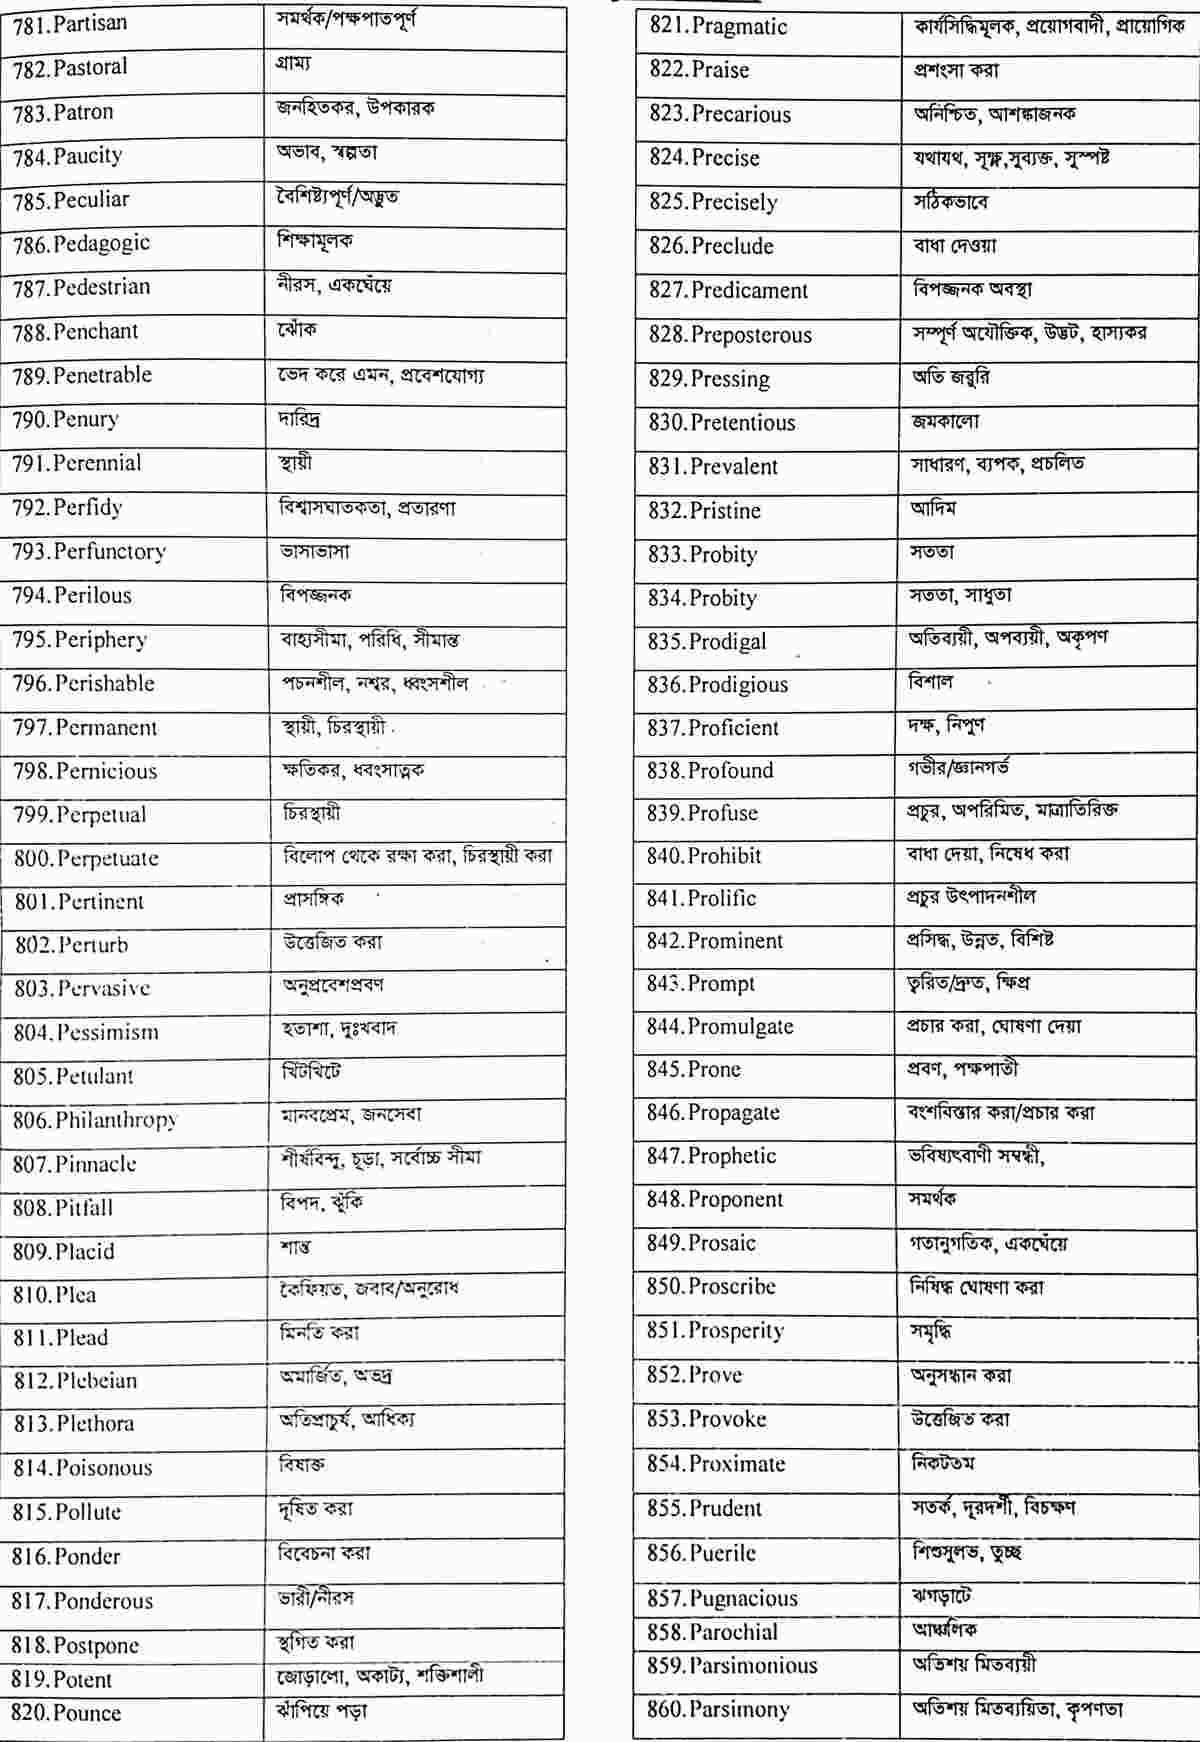 781.Partisan সমর্থক/পক্ষপাতপূর্ণ
782.Pastoral গ্রাম্য
783.Patron জনহিতকর, উপকারক
784.Paucity অভাব, স্বল্পতা
785.Peculiar বৈশিষ্ট্যপূর্ণ/অদ্ভুত
786.Pedagogic শিক্ষামূলক
787.Pedestrian নীরস, একঘেঁয়ে
788.Penchant ঝোঁক
789.Penetrable ভেদ করে এমন, প্রবেশযোগ্য
790.Penury দারিদ্র
791.Perennial স্থায়ী
792.Perfidy বিশ্বাসঘাতকতা, প্রতারণা
793.Perfunctory ভাসাভাসা
794.Perilous বিপজ্জনক
795.Periphery বাহ্যসীমা, পরিধি, সীমান্ত
796.Perishable পচনশীল, নশ্বর, ধ্বংসশীল
797.Permanent স্থায়ী, চিরস্থায়ী
798.Pernicious ক্ষতিকর, ধবংসাত্নক
799.Perpetual চিরস্থায়ী
800.Perpetuate বিলোপ থেকে রক্ষা করা, চিরস্থায়ী করা
801.Pertinent প্রাসঙ্গিক
802.Perturb উত্তেজিত করা
803.Pervasive অনুপ্রবেশপ্রবণ
804.Pessimism হতাশা, দুঃখবাদ
805.Petulant খিটখিটে
806.Philanthropy মানবপ্রেম, জনসেবা
807.Pinnacle শীর্ষবিন্দু, চূড়া, সর্বোচ্চ সীমা
808.Pitfall বিপদ, ঝুঁকি
809.Placid শান্ত
810.Plea কৈফিয়ত, জবাব/অনুরোধ
811.Plead মিনতি করা
812.Plebeian অমার্জিত, অভদ্র
813.Plethora অতিপ্রাচুর্য, আধিক্য
814.Poisonous বিষাক্ত
815.Pollute দূষিত করা
816.Ponder বিবেচনা করা
817.Ponderous ভারী/নীরস
818.Postpone স্থগিত করা
819.Potent জোড়ালো, অকাট্য, শক্তিশালী
820.Pounce ঝাঁপিয়ে পড়া
821.Pragmatic কার্যসিদ্ধিমূলক, প্রয়োগবাদী, প্রায়োগিক
822.Praise প্রশংসা করা
823.Precarious অনিশ্চিত, আশঙ্কাজনক
824.Precise যথাযথ, সূক্ষ্ণ,সুব্যক্ত, সুস্পষ্ট
825.Precisely সঠিকভাবে
826.Preclude বাধা দেওয়া
827.Predicament বিপজ্জনক অবস্থা
828.Preposterous সম্পূর্ণ অযৌক্তিক, উদ্ভট, হাস্যকর
829.Pressing অতি জরুরি
830.Pretentious জমকালো
831.Prevalent সাধারণ, ব্যপক, প্রচলিত
832.Pristine আদিম
833.Probity সততা
834.Probity সততা, সাধুতা
835.Prodigal অতিব্যয়ী, অপব্যয়ী, অকৃপণ
836.Prodigious বিশাল
837.Proficient দক্ষ, নিপুণ
838.Profound গভীর/জ্ঞানগর্ভ
839.Profuse প্রচুর, অপরিমিত, মাত্রাতিরিক্ত
840.Prohibit বাধা দেয়া, নিষেধ করা
841.Prolific প্রচুর উৎপাদনশীল
842.Prominent প্রসিদ্ধ, উন্নত, বিশিষ্ট
843.Prompt ত্বরিত/দ্রুত, ক্ষিপ্র
844.Promulgate প্রচার করা, ঘোষণা দেয়া
845.Prone প্রবণ, পক্ষপাতী
846.Propagate বংশবিস্তার করা/প্রচার করা
847.Prophetic ভবিষ্যৎবাণী সম্বন্ধী,
848.Proponent সমর্থক
849.Prosaic গতানুগতিক, একঘেঁয়ে
850.Proscribe নিষিদ্ধ ঘোষণা করা
851.Prosperity সমৃদ্ধি
852.Prove অনুসন্ধান করা
853.Provoke উত্তেজিত করা
854.Proximate নিকটতম
855.Prudent সতর্ক, দূরদর্শী, বিচক্ষণ
856.Puerile শিশুসুলভ, তুচ্ছ
857.Pugnacious ঝগড়াটে
858.Parochial আঞ্চলিক
859.Parsimonious অতিশয় মিতব্যয়ী
860.Parsimony অতিশয় মিতব্যয়িতা, কৃপণতা